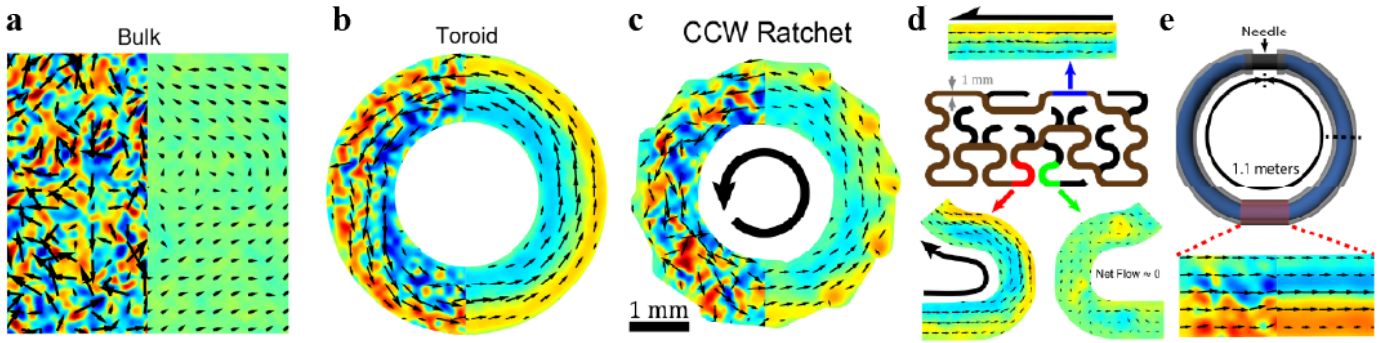 a
Bulk
b
Toroid
c
CCW Ratchet
1 mm
d
1 mm
Net Flow ≈ 0
e
Needle
1.1 meters